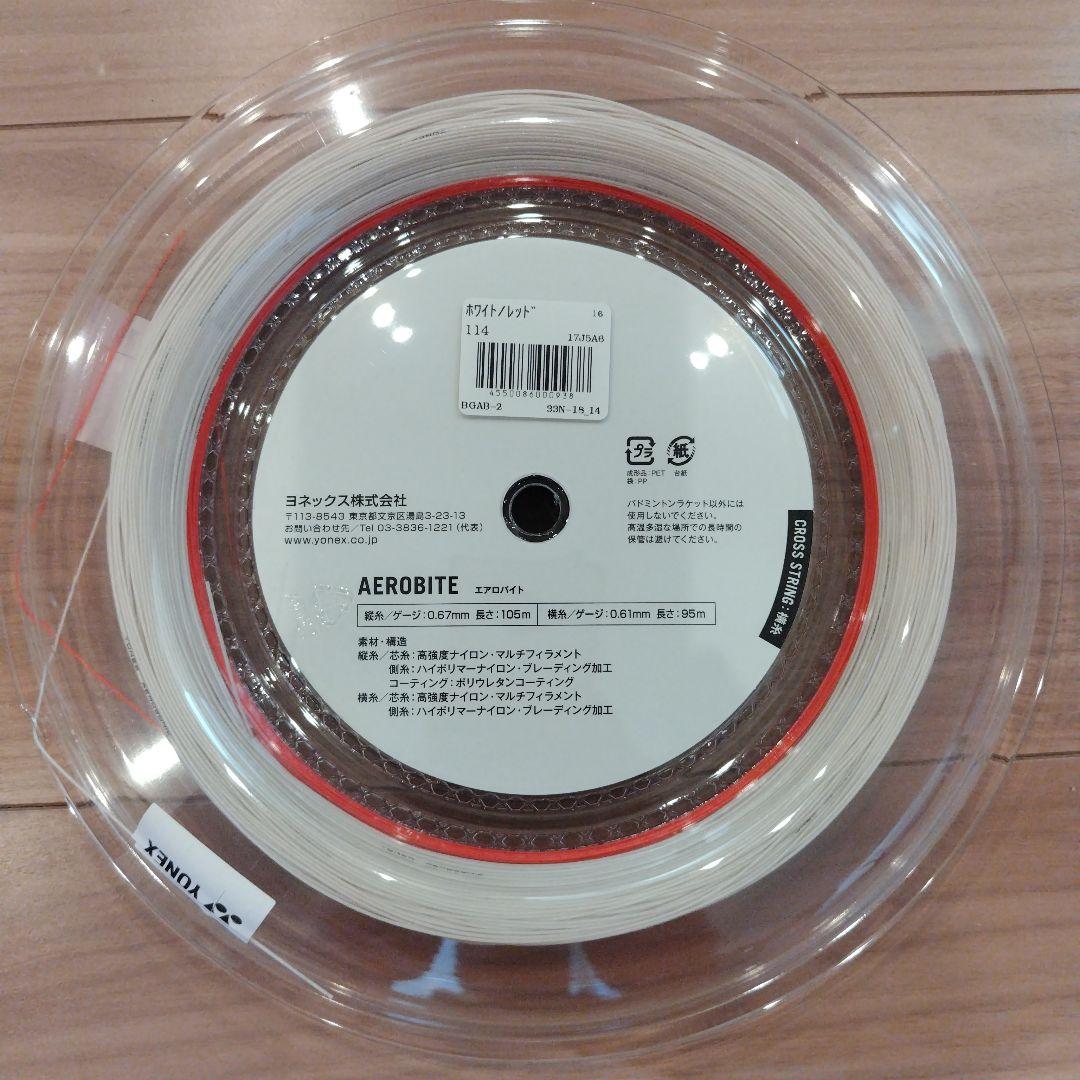 ホワイト/レッド 16
114 17J5A6
4550086000938
BGAB-2 33N-18_14
プラ 紙
成形品:PET 台紙
袋:PP
ヨネックス株式会社
〒113-8543 東京都文京区湯島3-23-13
お問い合わせ先/Tel 03-3836-1221(代表)
www.yonex.co.jp
バドミントンラケット以外には
使用しないでください。
高温多湿な場所での長時間の
保管は避けてください。
CROSS STRING:横糸
AEROBITE エアロバイト
縦糸/ゲージ:0.67mm 長さ:105m 横糸/ゲージ:0.61mm 長さ:95m
素材・構造
縦糸/芯糸:高強度ナイロン・マルチフィラメント
側糸:ハイポリマーナイロン・ブレーディング加工
コーティング:ポリウレタンコーティング
横糸/芯糸:高強度ナイロン・マルチフィラメント
側糸:ハイポリマーナイロン・ブレーディング加工
YONEX